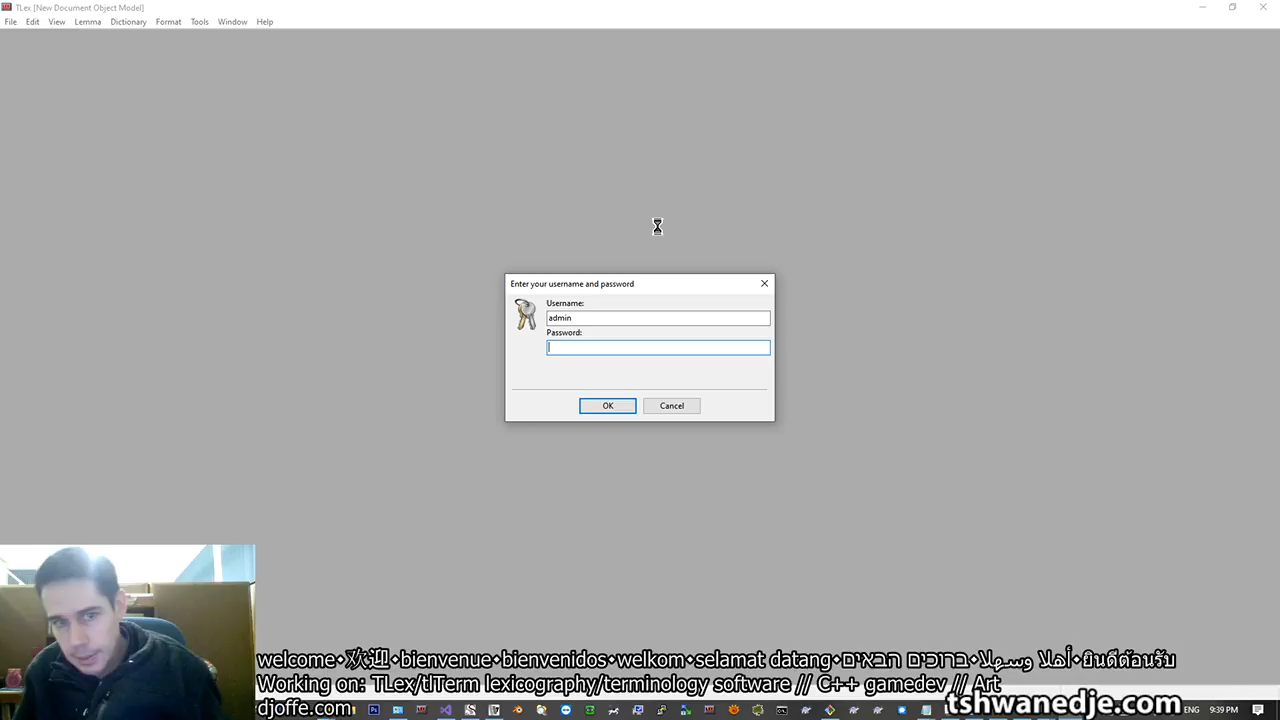 TLex [New Document Object Model]
File Edit View Lemma Dictionary Format Tools Window Help
Enter your username and password
Username:
admin
Password:
OK Cancel
welcome•欢迎•bienvenue•bienvenidos•welkom•selamat datang•ברוכים הבאים•أهلا وسهلا•ยินดีต้อนรับ
Working on: TLex/tlTerm lexicography/terminology software // C++ gamedev // Art
djoffe.com
tshwanedje.com
ENG 9:39 PM